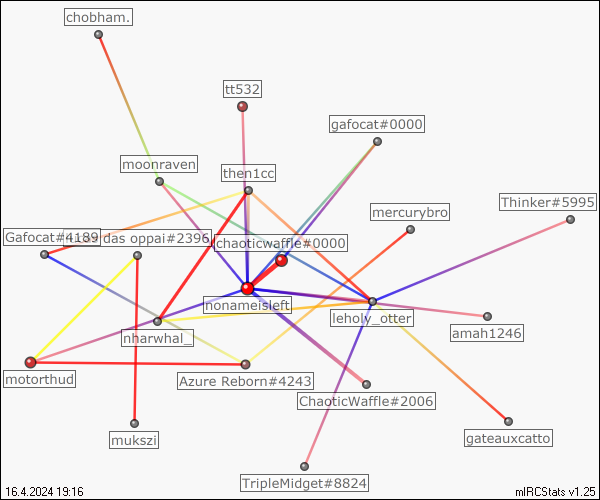 chobham.
tt532
gafocat#0000
moonraven
then1cc
Thinker#5995
mercurybro
Gafocat#4189
das oppai#2396
chaoticwaffle#0000
nonameisleft
leholy_otter
nharwhal_
amah1246
motorthud
Azure Reborn#4243
ChaoticWaffle#2006
mukszi
gateauxcatto
TripleMidget#8824
16.4.2024 19:16
mIRCStats v1.25